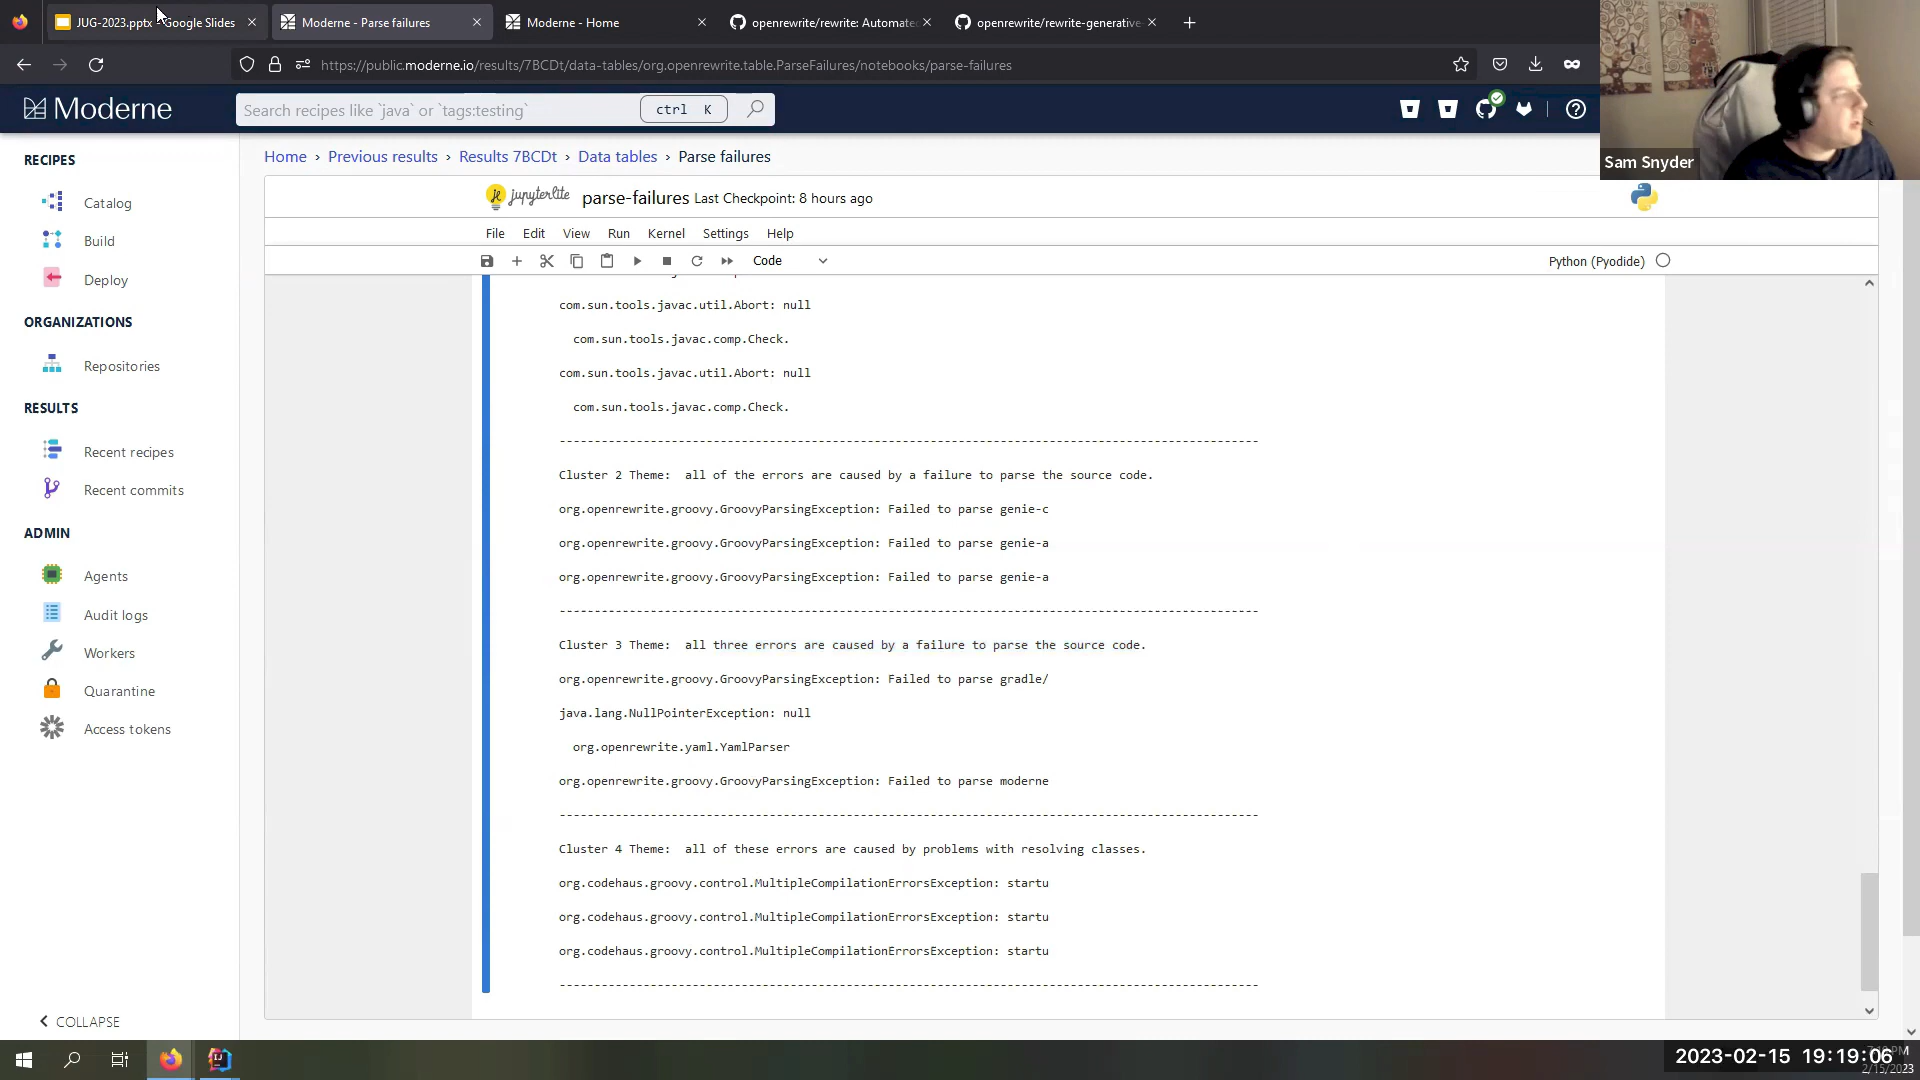 JUG-2023.pptx - Google Slides
Moderne - Parse failures
Moderne - Home
openrewrite/rewrite: Automate
openrewrite/rewrite-generative-
https://public.moderne.io/results/7BCDt/data-tables/org.openrewrite.table.ParseFailures/notebooks/parse-failures
Moderne
Search recipes like `java` or `tags:testing`
ctrl K
Sam Snyder
RECIPES
Catalog
Build
Deploy
ORGANIZATIONS
Repositories
RESULTS
Recent recipes
Recent commits
ADMIN
Agents
Audit logs
Workers
Quarantine
Access tokens
COLLAPSE
Home › Previous results › Results 7BCDt › Data tables › Parse failures
jupyterlite parse-failures Last Checkpoint: 8 hours ago
File Edit View Run Kernel Settings Help
Code
Python (Pyodide)
com.sun.tools.javac.util.Abort: null
com.sun.tools.javac.comp.Check.
com.sun.tools.javac.util.Abort: null
com.sun.tools.javac.comp.Check.
----------------------------------------------------------------------------------------------------
Cluster 2 Theme:  all of the errors are caused by a failure to parse the source code.
org.openrewrite.groovy.GroovyParsingException: Failed to parse genie-c
org.openrewrite.groovy.GroovyParsingException: Failed to parse genie-a
org.openrewrite.groovy.GroovyParsingException: Failed to parse genie-a
----------------------------------------------------------------------------------------------------
Cluster 3 Theme:  all three errors are caused by a failure to parse the source code.
org.openrewrite.groovy.GroovyParsingException: Failed to parse gradle/
java.lang.NullPointerException: null
org.openrewrite.yaml.YamlParser
org.openrewrite.groovy.GroovyParsingException: Failed to parse moderne
----------------------------------------------------------------------------------------------------
Cluster 4 Theme:  all of these errors are caused by problems with resolving classes.
org.codehaus.groovy.control.MultipleCompilationErrorsException: startu
org.codehaus.groovy.control.MultipleCompilationErrorsException: startu
org.codehaus.groovy.control.MultipleCompilationErrorsException: startu
----------------------------------------------------------------------------------------------------
2023-02-15 19:19:06
2/15/2023